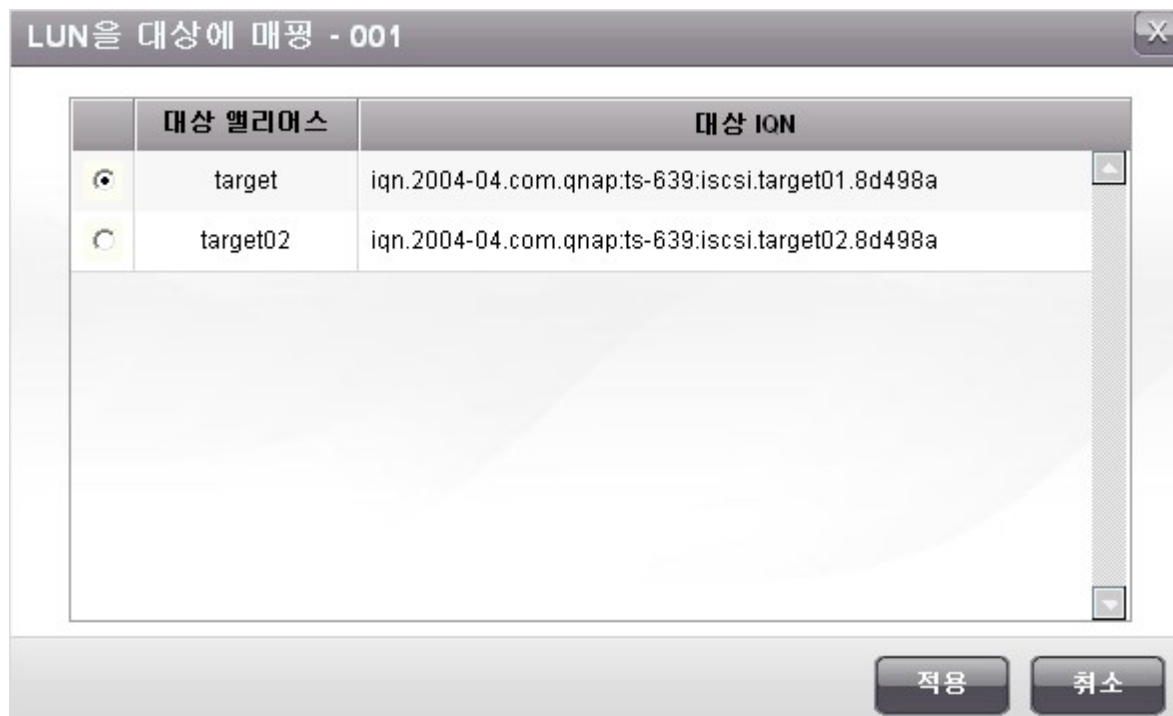 LUN을 대상에 매핑 - 001
대상 앨리어스 대상 IQN
target iqn.2004-04.com.qnap:ts-639:iscsi.target01.8d498a
target02 iqn.2004-04.com.qnap:ts-639:iscsi.target02.8d498a
적용 취소